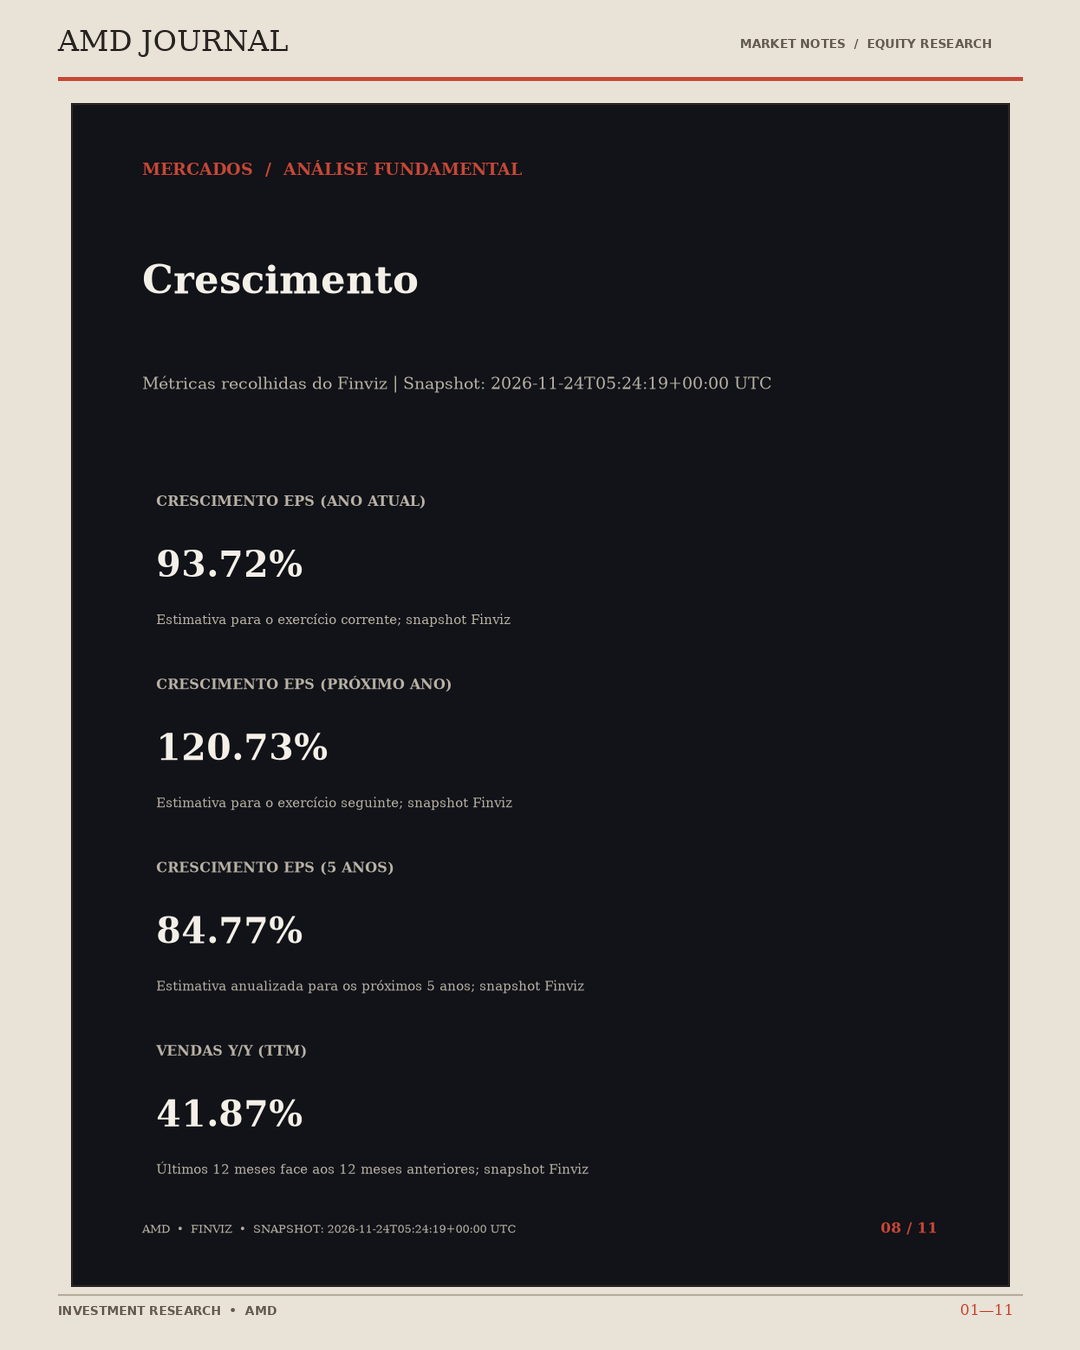 AMD JOURNAL
MARKET NOTES / EQUITY RESEARCH
MERCADOS / ANÁLISE FUNDAMENTAL
Crescimento
Métricas recolhidas do Finviz | Snapshot: 2026-11-24T05:24:19+00:00 UTC
CRESCIMENTO EPS (ANO ATUAL)
93.72%
Estimativa para o exercício corrente; snapshot Finviz
CRESCIMENTO EPS (PRÓXIMO ANO)
120.73%
Estimativa para o exercício seguinte; snapshot Finviz
CRESCIMENTO EPS (5 ANOS)
84.77%
Estimativa anualizada para os próximos 5 anos; snapshot Finviz
VENDAS Y/Y (TTM)
41.87%
Últimos 12 meses face aos 12 meses anteriores; snapshot Finviz
AMD • FINVIZ • SNAPSHOT: 2026-11-24T05:24:19+00:00 UTC
08 / 11
INVESTMENT RESEARCH • AMD
01—11